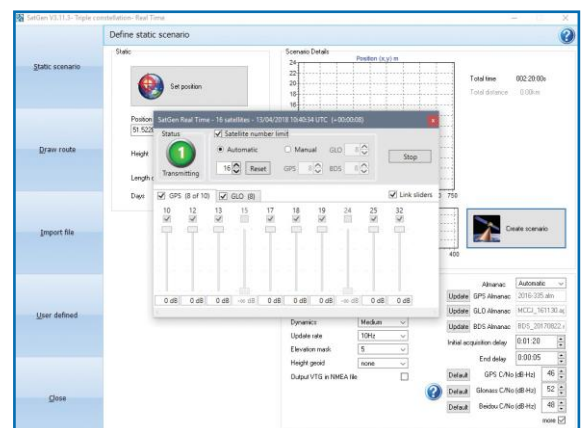 SatGen V3.11.3- Triple constellation- Real Time
Define static scenario
Static scenario
Draw route
Import file
User defined
Close
Static
Set position
Position
51.522
Height
Days
Scenario Details
Position (x,y) m
24
22
20
18
16
Total time 002:20:00s
Total distance 0.00km
750
400
Create scenario
SatGen Real Time - 16 satellites - 13/04/2018 10:40:34 UTC (+00:00:08)
Status
1
Transmitting
Satellite number limit
Automatic Manual GLO 8
16 Reset GPS 8 BDS 8
Stop
GPS (8 of 10) GLO (8) Link sliders
10 12 13 15 17 18 19 24 25 32
0 dB 0 dB 0 dB -∞ dB 0 dB 0 dB 0 dB -∞ dB 0 dB 0 dB
Dynamics Medium
Update rate 10Hz
Elevation mask 5
Height geoid none
Output VTG in NMEA file
Almanac Automatic
Update GPS Almanac 2016-335.alm
Update GLO Almanac MCCJ_161130.ag
Update BDS Almanac BDS_20170822
Initial acquisition delay 0:01:20
End delay 0:00:05
Default GPS C/No (dB-Hz) 46
Default Glonass C/No (dB-Hz) 52
Default Beidou C/No (dB-Hz) 48
more